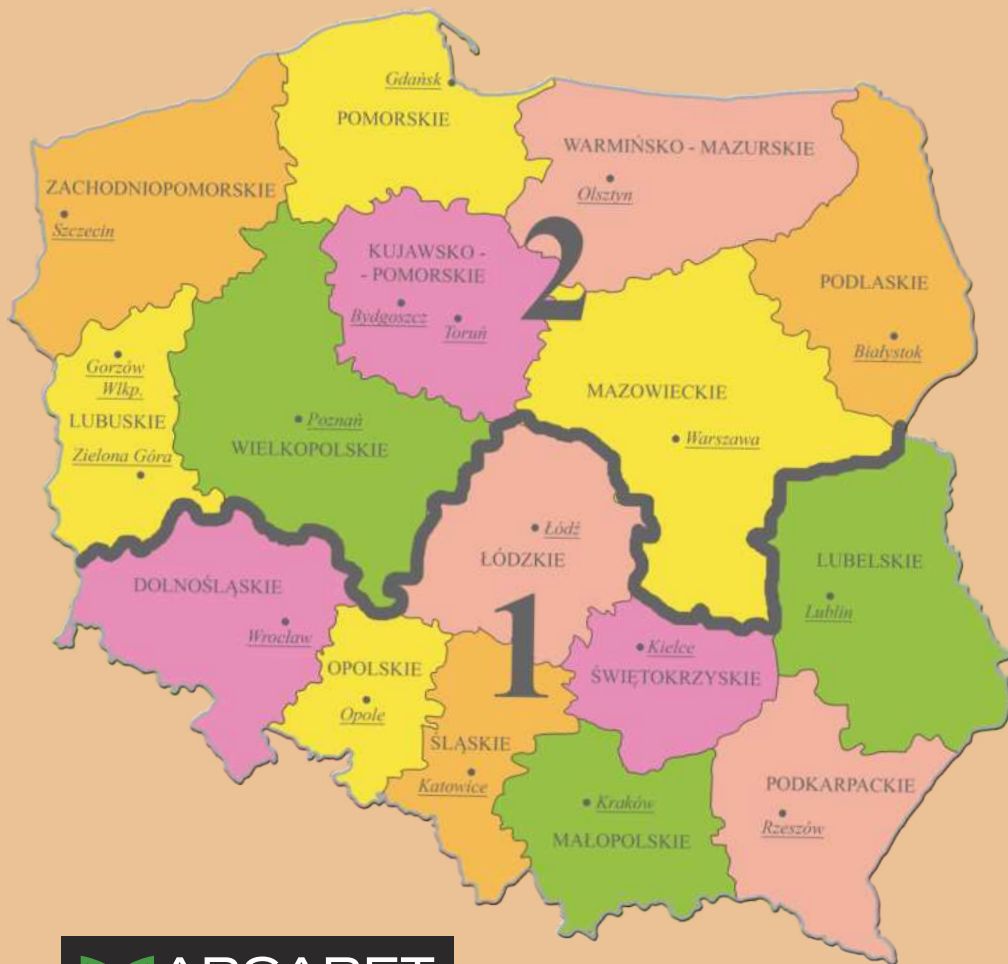 Gdańsk
POMORSKIE
WARMIŃSKO - MAZURSKIE
Olsztyn
ZACHODNIOPOMORSKIE
Szczecin
KUJAWSKO -
- POMORSKIE
Bydgoszcz
Toruń
2
PODLASKIE
Białystok
Gorzów
Wlkp.
LUBUSKIE
Zielona Góra
Poznań
WIELKOPOLSKIE
MAZOWIECKIE
Warszawa
Łódź
ŁÓDZKIE
LUBELSKIE
Lublin
DOLNOŚLĄSKIE
Wrocław
1
Kielce
ŚWIĘTOKRZYSKIE
OPOLSKIE
Opole
ŚLĄSKIE
Katowice
Kraków
MAŁOPOLSKIE
PODKARPACKIE
Rzeszów